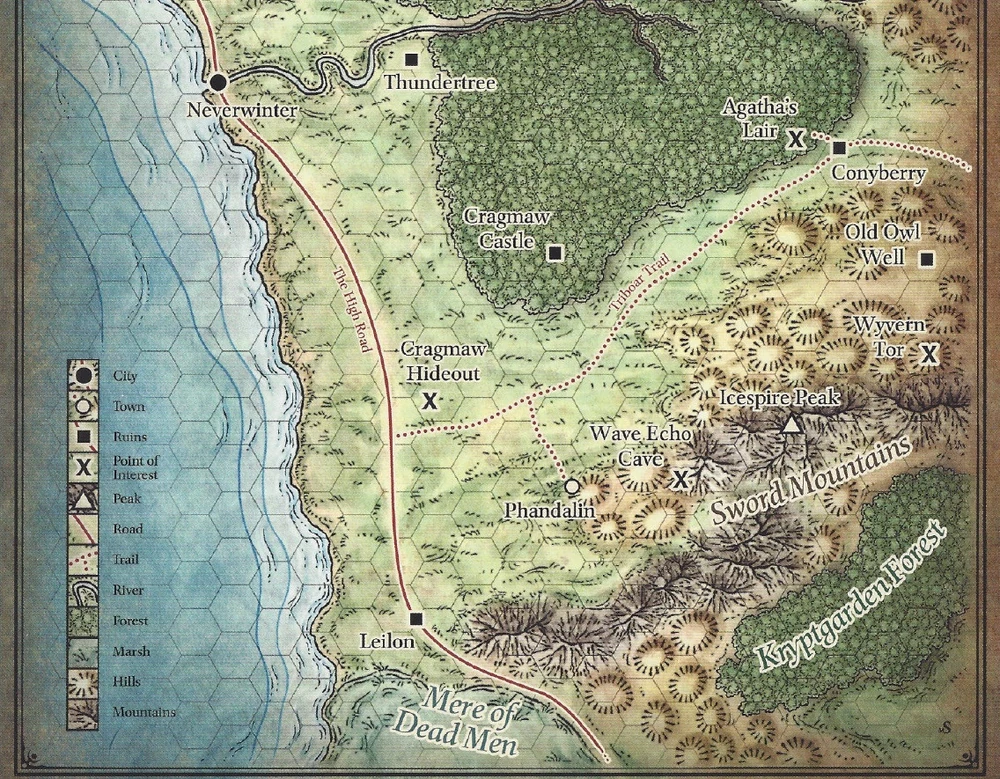 Thundertree
Neverwinter
Agatha's
Lair
Conyberry
Cragmaw
Castle
Old Owl
Well
Triboar Trail
The High Road
Wyvern
Tor
Cragmaw
Hideout
Icespire Peak
Wave Echo
Cave
Sword Mountains
Phandalin
Kryptgarden Forest
Leilon
Mere of
Dead Men
City
Town
Ruins
Point of
Interest
Peak
Road
Trail
River
Forest
Marsh
Hills
Mountains